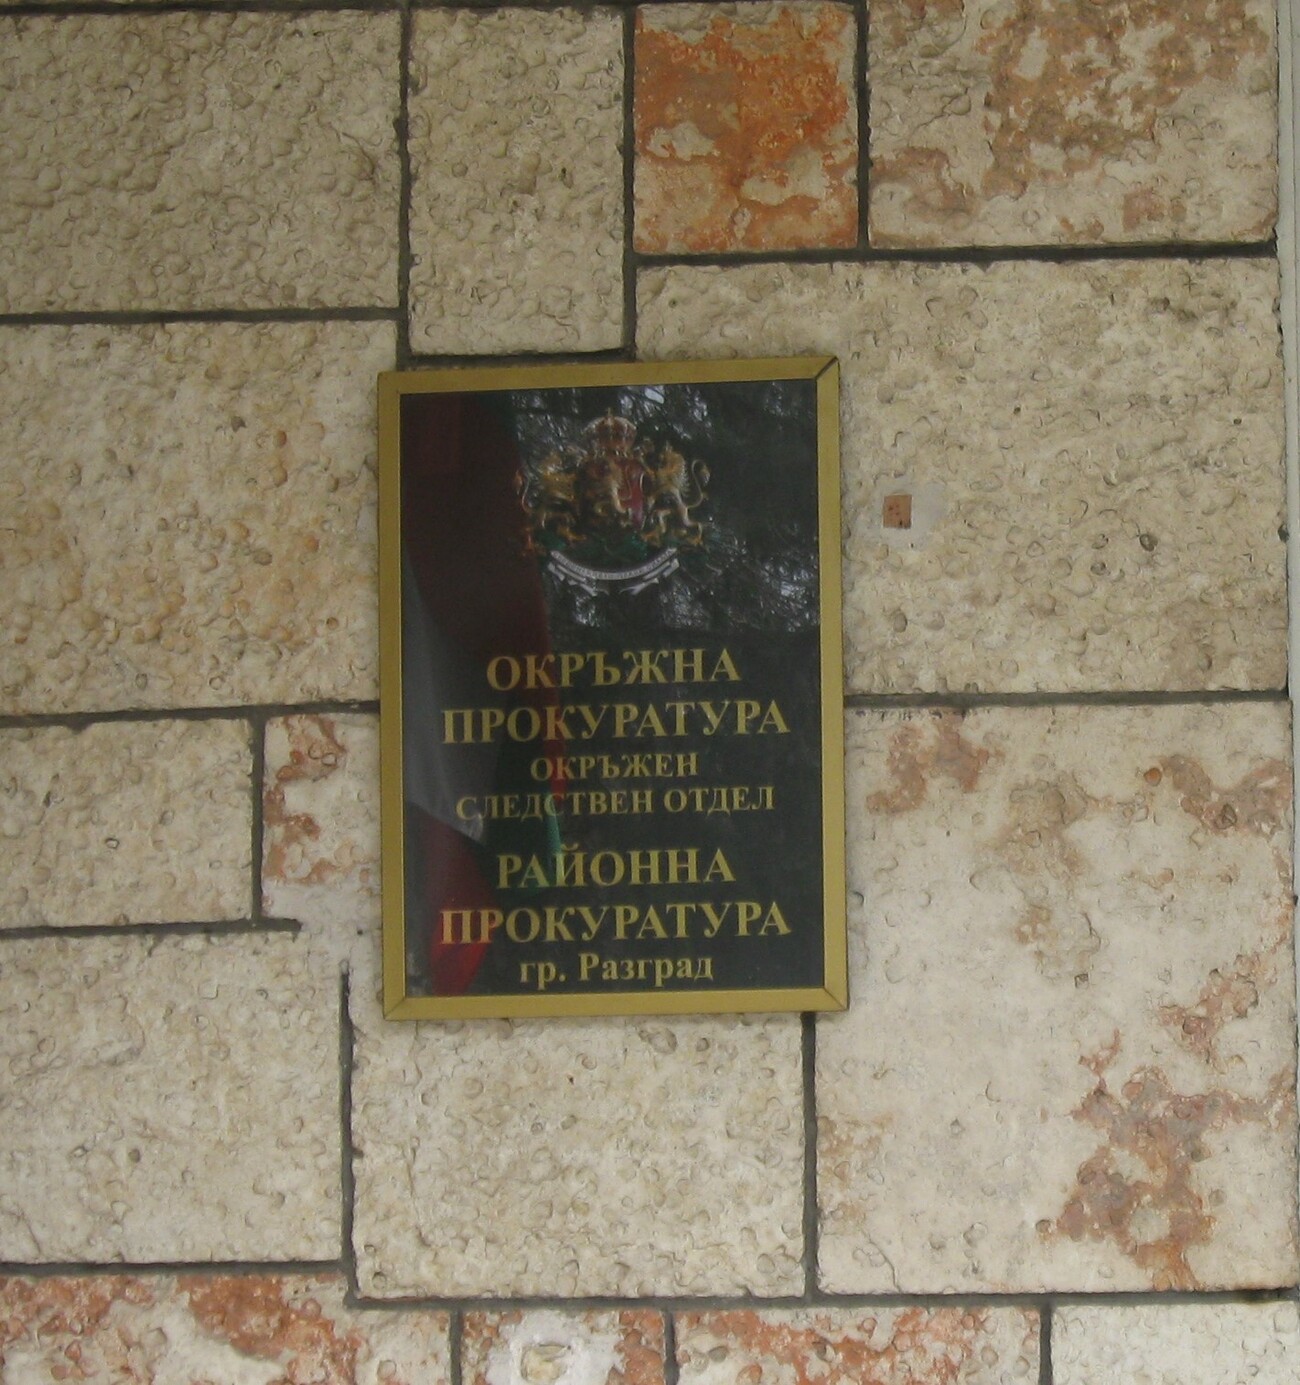 ОКРЪЖНА
ПРОКУРАТУРА
ОКРЪЖЕН
СЛЕДСТВЕН ОТДЕЛ
РАЙОННА
ПРОКУРАТУРА
гр. Разград